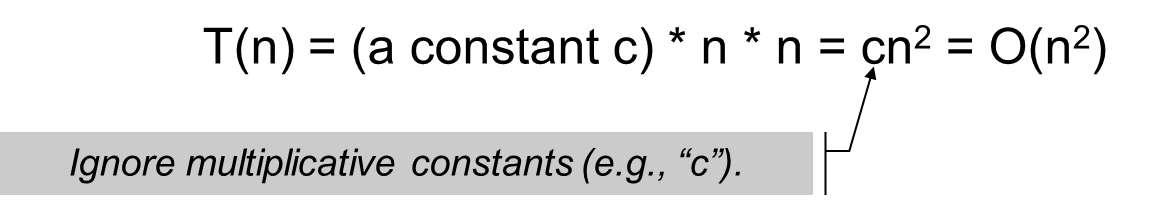 T(n) = (a constant c) * n * n = cn² = O(n²)
Ignore multiplicative constants (e.g., “c”).